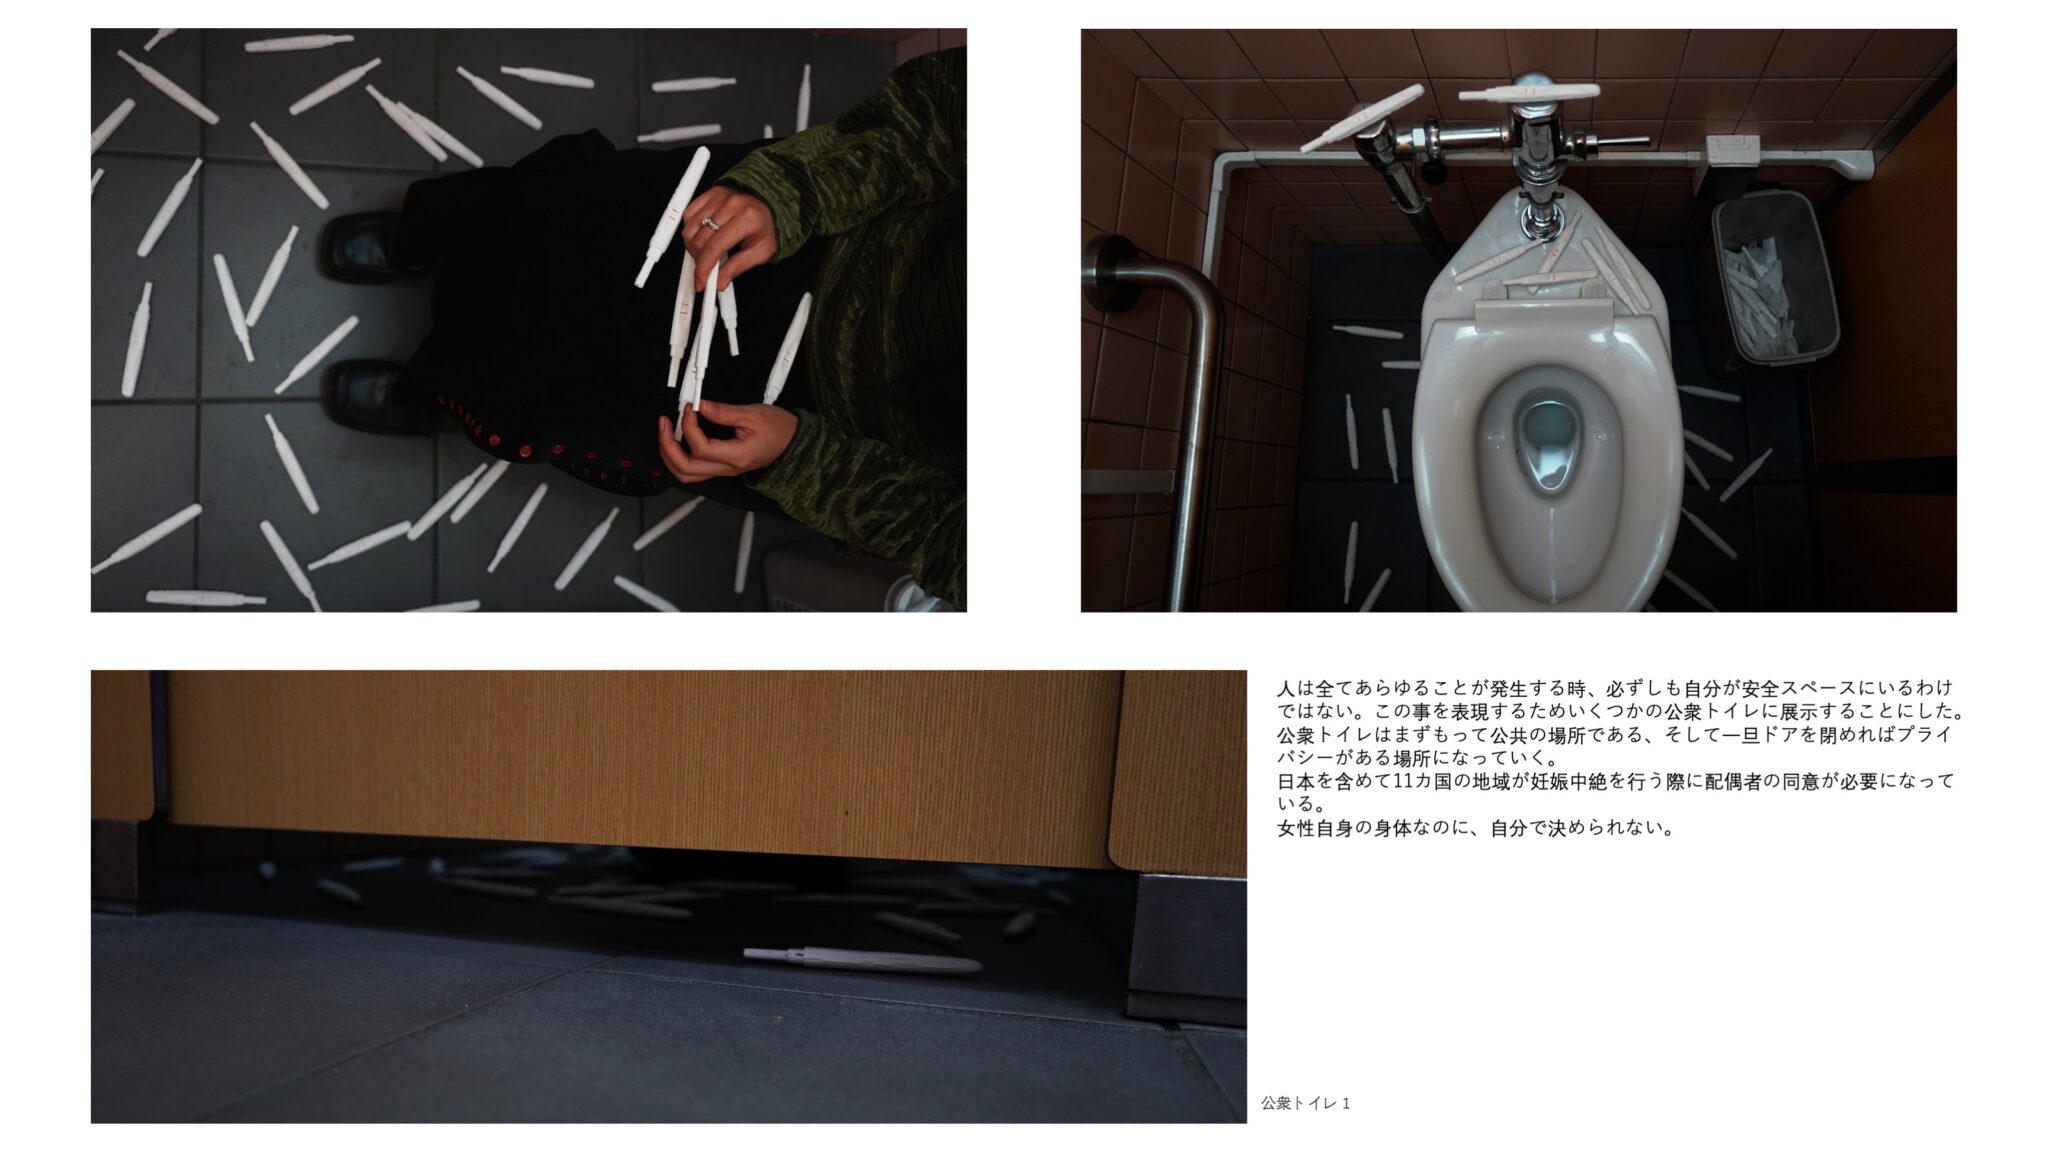 人は全てあらゆることが発生する時、必ずしも自分が安全スペースにいるわけ
ではない。この事を表現するためいくつかの公衆トイレに展示することにした。
公衆トイレはまずもって公共の場所である、そして一旦ドアを閉めればプライ
バシーがある場所になっていく。
日本を含めて11カ国の地域が妊娠中絶を行う際に配偶者の同意が必要になって
いる。
女性自身の身体なのに、自分で決められない。
公衆トイレ 1